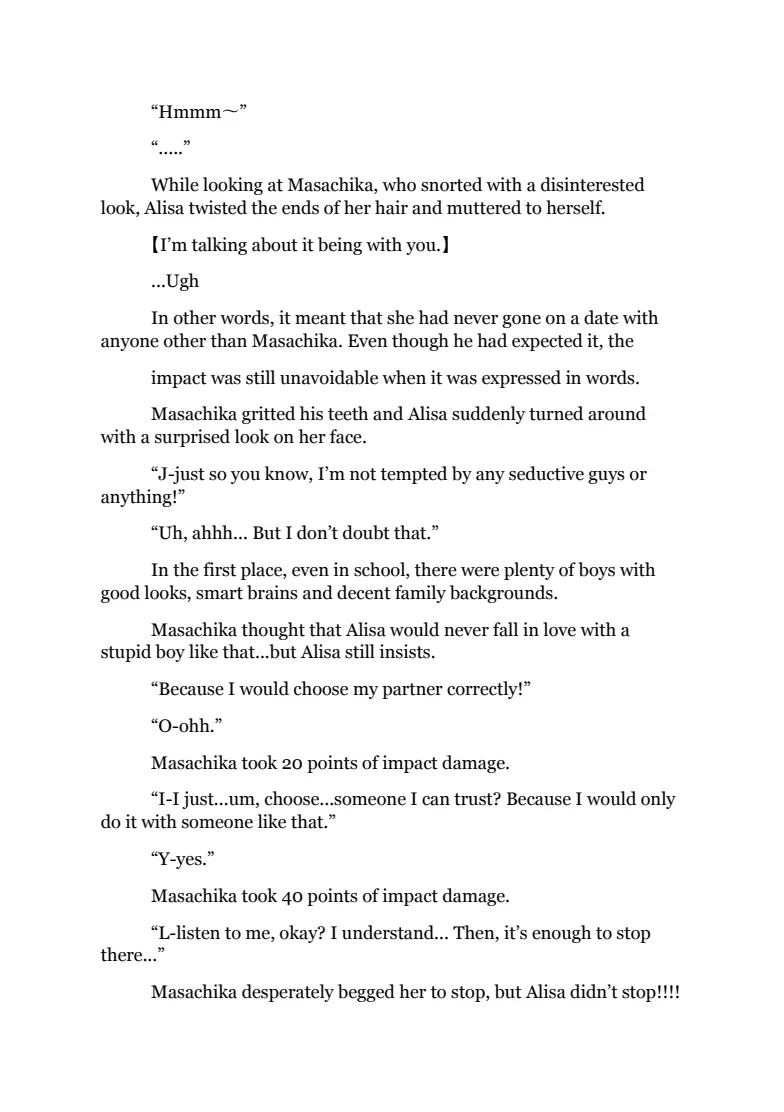 “Hmmm～”
“.....”
While looking at Masachika, who snorted with a disinterested
look, Alisa twisted the ends of her hair and muttered to herself.
【I’m talking about it being with you.】
...Ugh
In other words, it meant that she had never gone on a date with
anyone other than Masachika. Even though he had expected it, the
impact was still unavoidable when it was expressed in words.
Masachika gritted his teeth and Alisa suddenly turned around
with a surprised look on her face.
“J-just so you know, I’m not tempted by any seductive guys or
anything!”
“Uh, ahhh... But I don’t doubt that.”
In the first place, even in school, there were plenty of boys with
good looks, smart brains and decent family backgrounds.
Masachika thought that Alisa would never fall in love with a
stupid boy like that...but Alisa still insists.
“Because I would choose my partner correctly!”
“O-ohh.”
Masachika took 20 points of impact damage.
“I-I just...um, choose...someone I can trust? Because I would only
do it with someone like that.”
“Y-yes.”
Masachika took 40 points of impact damage.
“L-listen to me, okay? I understand... Then, it’s enough to stop
there...”
Masachika desperately begged her to stop, but Alisa didn’t stop!!!!